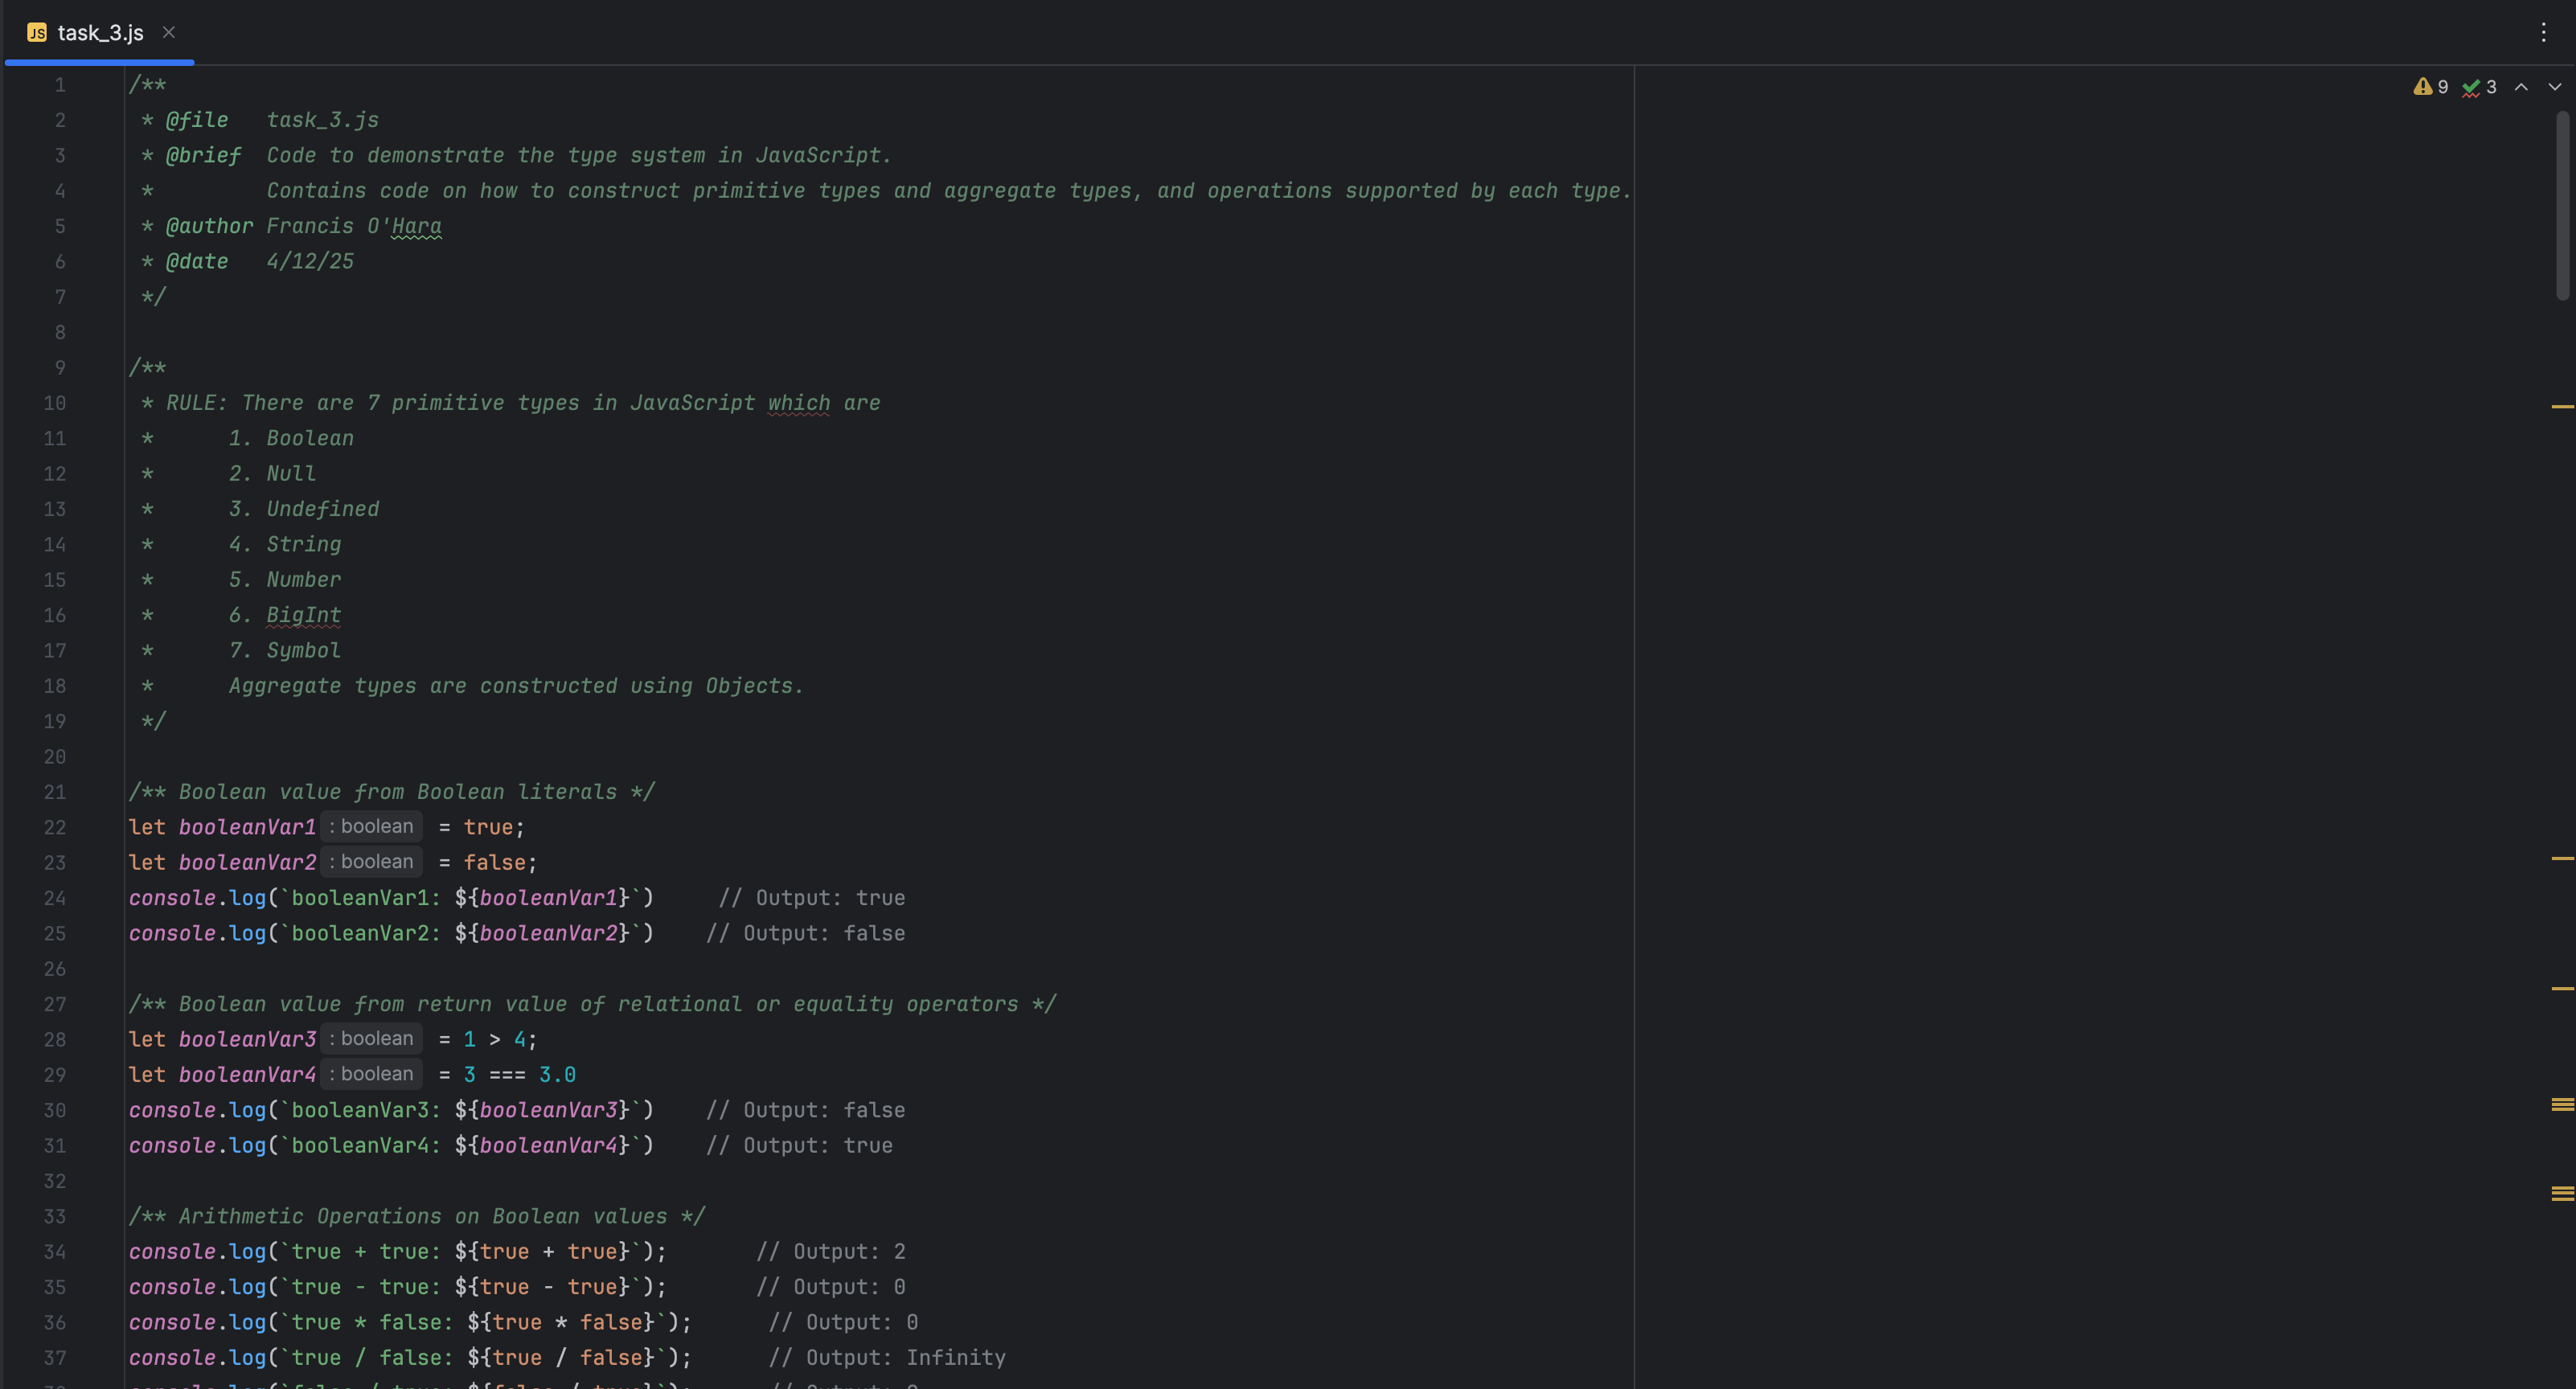 JS task_3.js
9 3
1 /**
2 * @file   task_3.js
3 * @brief  Code to demonstrate the type system in JavaScript.
4 *         Contains code on how to construct primitive types and aggregate types, and operations supported by each type.
5 * @author Francis O'Hara
6 * @date   4/12/25
7 */
8
9 /**
10 * RULE: There are 7 primitive types in JavaScript which are
11 *      1. Boolean
12 *      2. Null
13 *      3. Undefined
14 *      4. String
15 *      5. Number
16 *      6. BigInt
17 *      7. Symbol
18 *      Aggregate types are constructed using Objects.
19 */
20
21 /** Boolean value from Boolean literals */
22 let booleanVar1 : boolean = true;
23 let booleanVar2 : boolean = false;
24 console.log(`booleanVar1: ${booleanVar1}`)     // Output: true
25 console.log(`booleanVar2: ${booleanVar2}`)    // Output: false
26
27 /** Boolean value from return value of relational or equality operators */
28 let booleanVar3 : boolean = 1 > 4;
29 let booleanVar4 : boolean = 3 === 3.0
30 console.log(`booleanVar3: ${booleanVar3}`)    // Output: false
31 console.log(`booleanVar4: ${booleanVar4}`)    // Output: true
32
33 /** Arithmetic Operations on Boolean values */
34 console.log(`true + true: ${true + true}`);       // Output: 2
35 console.log(`true - true: ${true - true}`);       // Output: 0
36 console.log(`true * false: ${true * false}`);      // Output: 0
37 console.log(`true / false: ${true / false}`);      // Output: Infinity